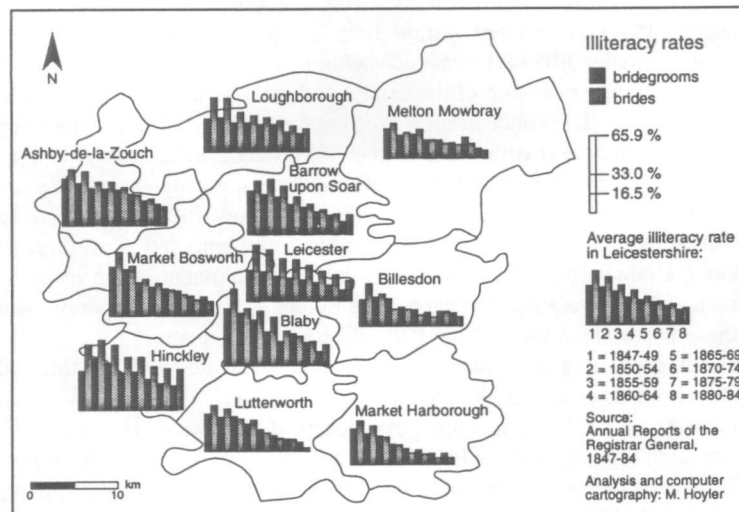 N
Loughborough
Melton Mowbray
Ashby-de-la-Zouch
Barrow
upon Soar
Market Bosworth
Leicester
Billesdon
Blaby
Hinckley
Lutterworth
Market Harborough
0 km 10
Illiteracy rates
bridegrooms
brides
65.9 %
33.0 %
16.5 %
Average illiteracy rate
in Leicestershire:
1 2 3 4 5 6 7 8
1 = 1847-49 5 = 1865-69
2 = 1850-54 6 = 1870-74
3 = 1855-59 7 = 1875-79
4 = 1860-64 8 = 1880-84
Source:
Annual Reports of the
Registrar General,
1847-84
Analysis and computer
cartography: M. Hoyler